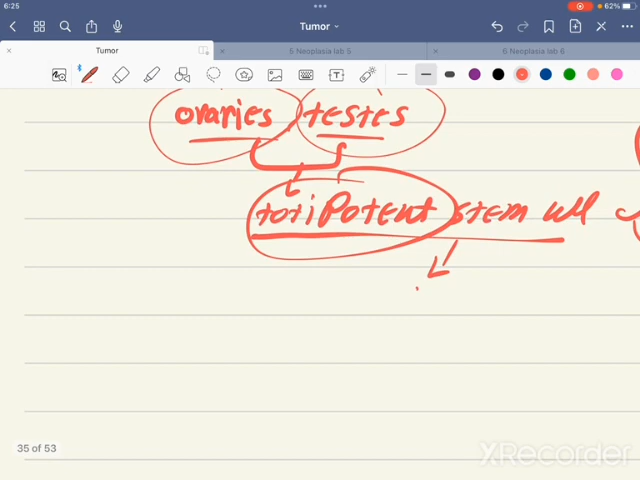 6:25
62%
Tumor
Tumor
5 Neoplasia lab 5
6 Neoplasia lab 6
ovaries testes
totiPotent stem cell
35 of 53
XRecorder